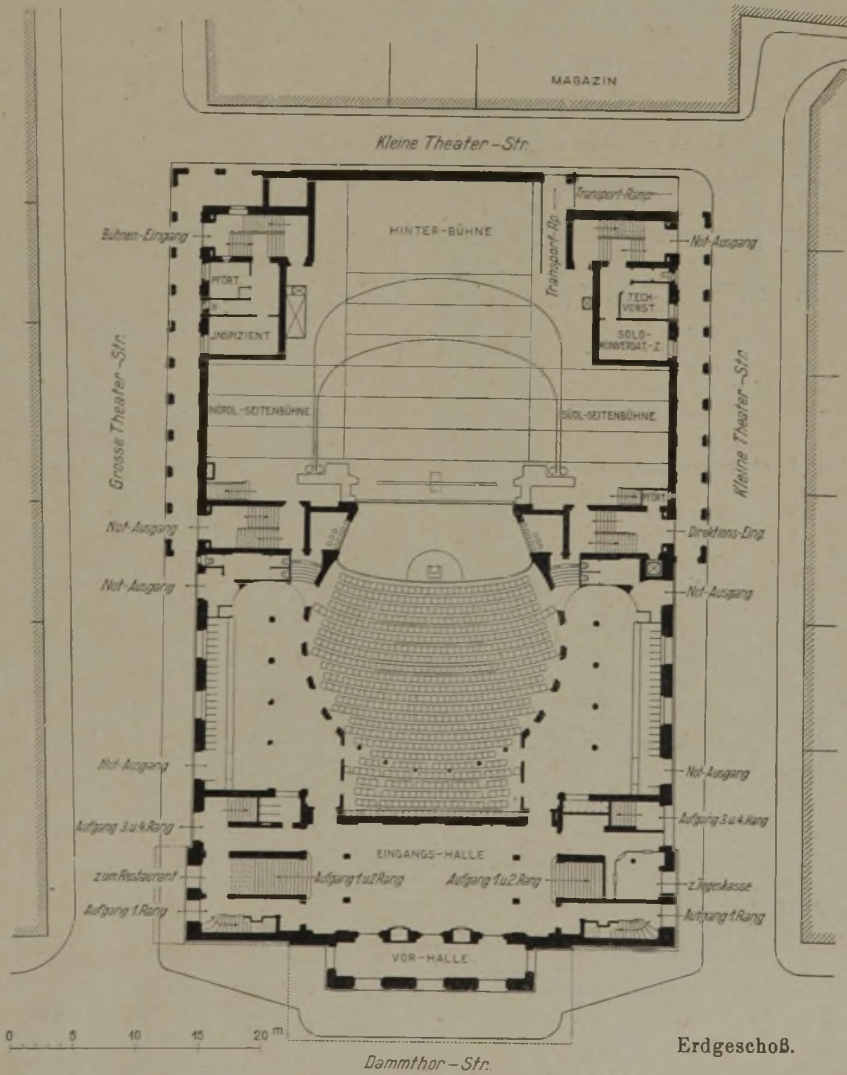 MAGAZIN
Kleine Theater-Str.
Transport-Ramp
Bühnen-Eingang
HINTER-BÜHNE
Transport-Rp.
Not-Ausgang
PFÖRT.
TECH-
VORST.
INSPIZIENT
SOLO-
KONVERSAT.-Z.
Grosse Theater-Str.
Kleine Theater-Str.
NÖRDL-SEITENBÜHNE
SÜDL-SEITENBÜHNE
PFÖRT.
Not-Ausgang
Direktions-Eing.
Not-Ausgang
Not-Ausgang
Not-Ausgang
Not-Ausgang
Aufgang 3.u.4.Rang
Aufgang 3.u.4.Rang
EINGANGS-HALLE
zum Restaurant
Aufgang 1.u.2.Rang
Aufgang 1.u.2.Rang
z.Tageskasse
Aufgang 1.Rang
Aufgang 1.Rang
VOR-HALLE
0 5 15 20 m
Erdgeschoß.
Dammthor-Str.